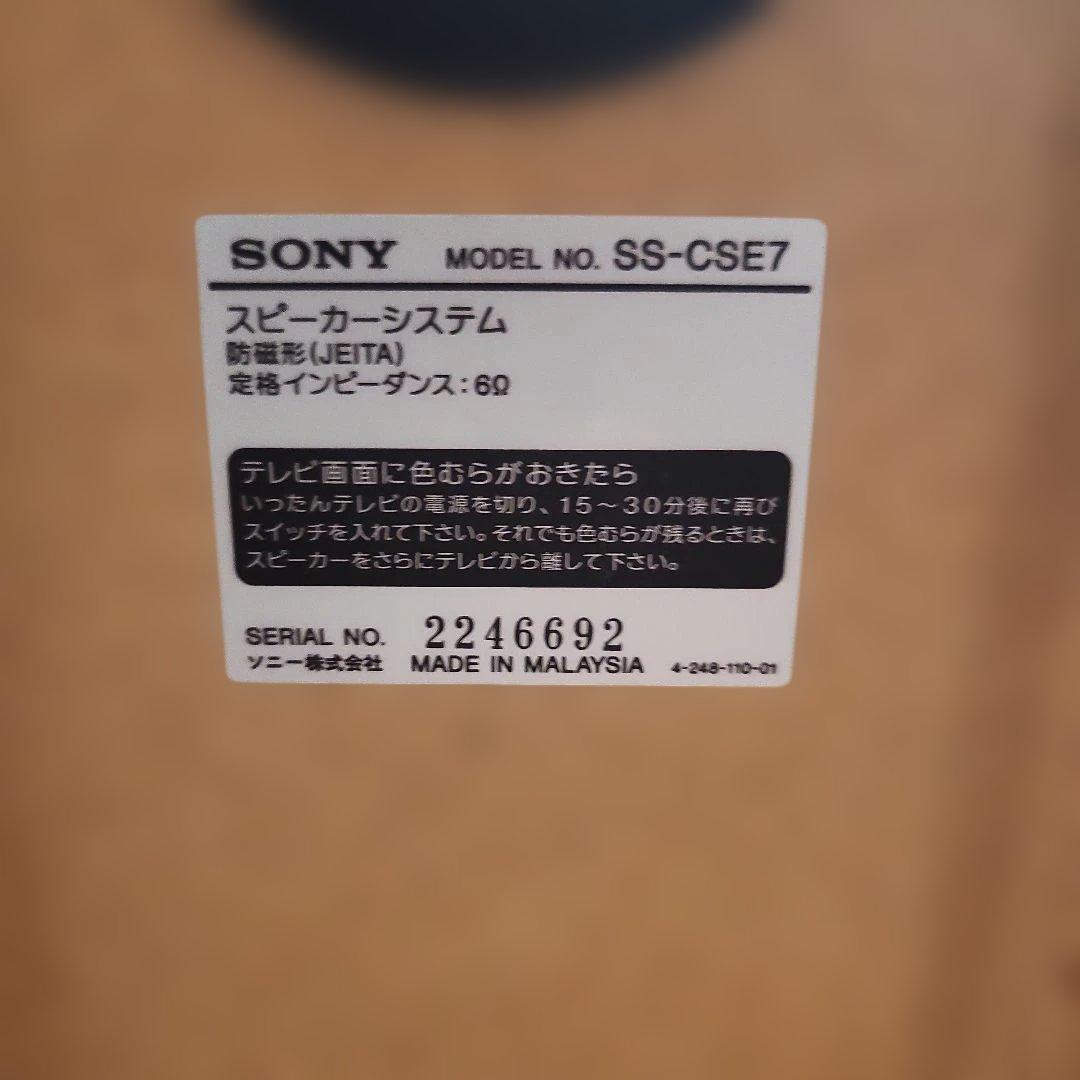 SONY MODEL NO. SS-CSE7
スピーカーシステム
防磁形(JEITA)
定格インピーダンス：6Ω
テレビ画面に色むらがおきたら
いったんテレビの電源を切り、15～30分後に再び
スイッチを入れて下さい。それでも色むらが残るときは、
スピーカーをさらにテレビから離して下さい。
SERIAL NO. 2246692
ソニー株式会社 MADE IN MALAYSIA 4-248-110-01